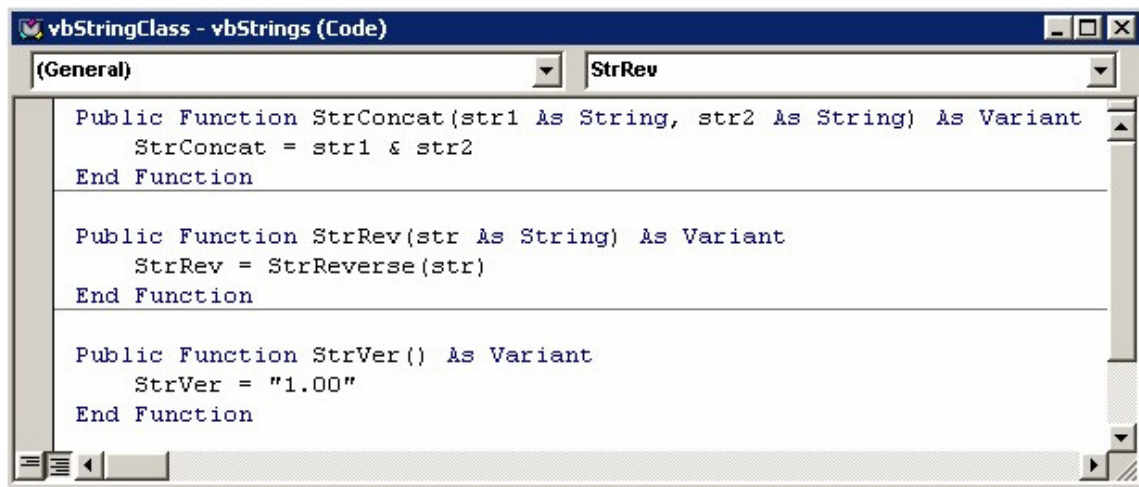 vbStringClass - vbStrings (Code)
(General) StrRev
Public Function StrConcat(str1 As String, str2 As String) As Variant
    StrConcat = str1 & str2
End Function
Public Function StrRev(str As String) As Variant
    StrRev = StrReverse(str)
End Function
Public Function StrVer() As Variant
    StrVer = "1.00"
End Function